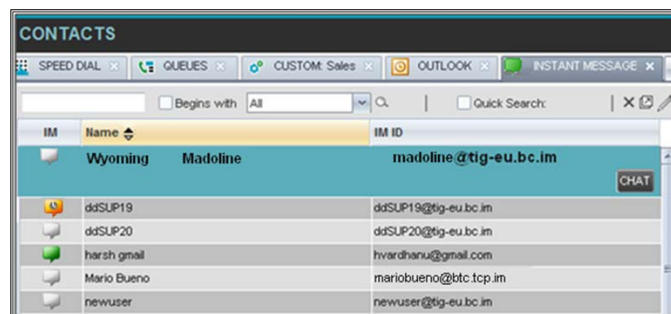 CONTACTS
SPEED DIAL QUEUES CUSTOM: Sales OUTLOOK INSTANT MESSAGE
Begins with All Quick Search:
IM Name IM ID
Wyoming Madoline madoline@tig-eu.bc.im
CHAT
ddSUP19 ddSUP19@tig-eu.bc.im
ddSUP20 ddSUP20@tig-eu.bc.im
harsh gmail hvardhanu@gmail.com
Mario Bueno mariobueno@btc.tcp.im
newuser newuser@tig-eu.bc.im